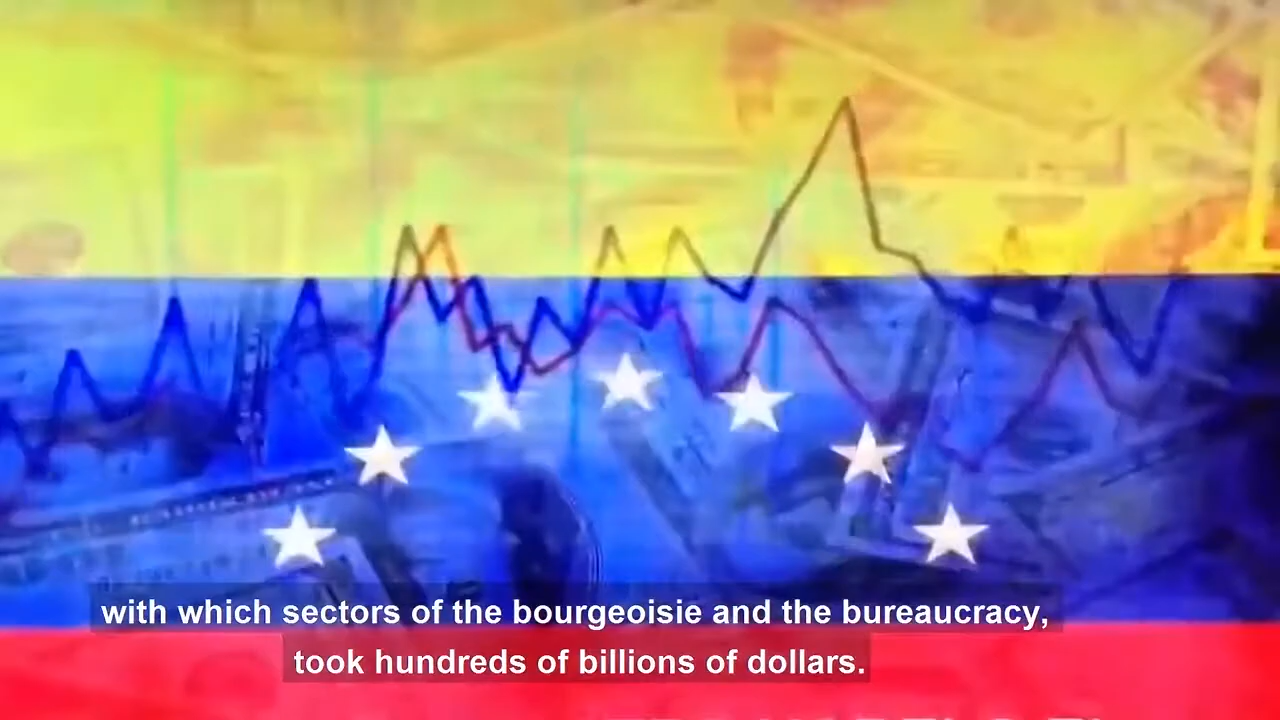 with which sectors of the bourgeoisie and the bureaucracy,
took hundreds of billions of dollars.